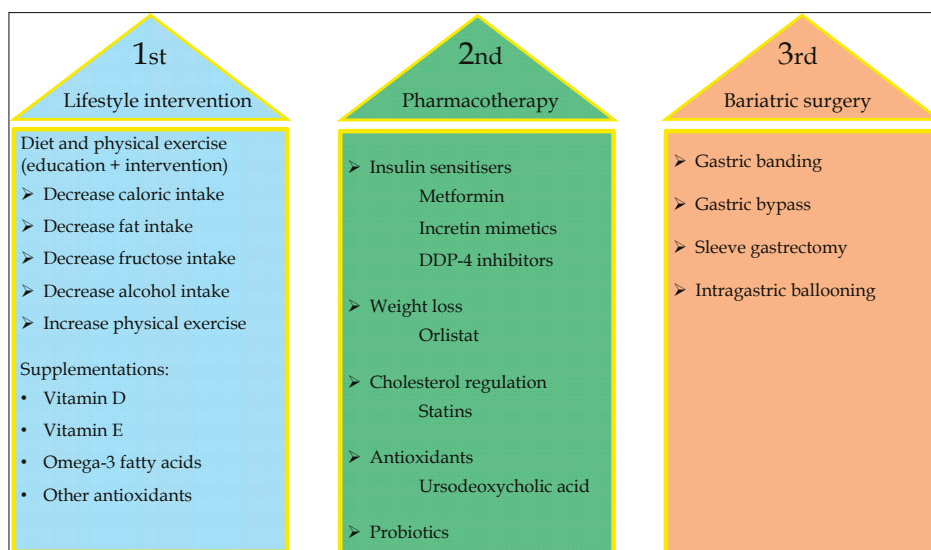 1st
Lifestyle intervention
Diet and physical exercise
(education + intervention)
➢ Decrease caloric intake
➢ Decrease fat intake
➢ Decrease fructose intake
➢ Decrease alcohol intake
➢ Increase physical exercise
Supplementations:
• Vitamin D
• Vitamin E
• Omega-3 fatty acids
• Other antioxidants
2nd
Pharmacotherapy
➢ Insulin sensitisers
Metformin
Incretin mimetics
DDP-4 inhibitors
➢ Weight loss
Orlistat
➢ Cholesterol regulation
Statins
➢ Antioxidants
Ursodeoxycholic acid
➢ Probiotics
3rd
Bariatric surgery
➢ Gastric banding
➢ Gastric bypass
➢ Sleeve gastrectomy
➢ Intragastric ballooning